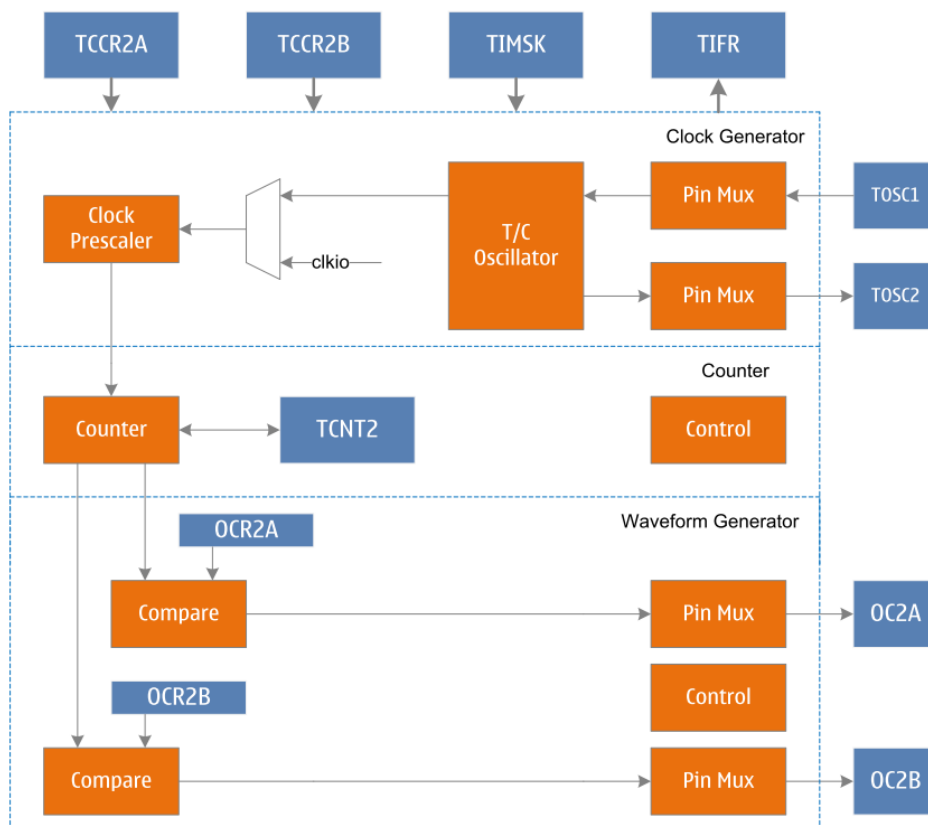 TCCR2A
TCCR2B
TIMSK
TIFR
Clock Generator
Clock
Prescaler
clkio
T/C
Oscillator
Pin Mux
TOSC1
Pin Mux
TOSC2
Counter
Counter
TCNT2
Control
Waveform Generator
OCR2A
Compare
Pin Mux
OC2A
OCR2B
Control
Compare
Pin Mux
OC2B